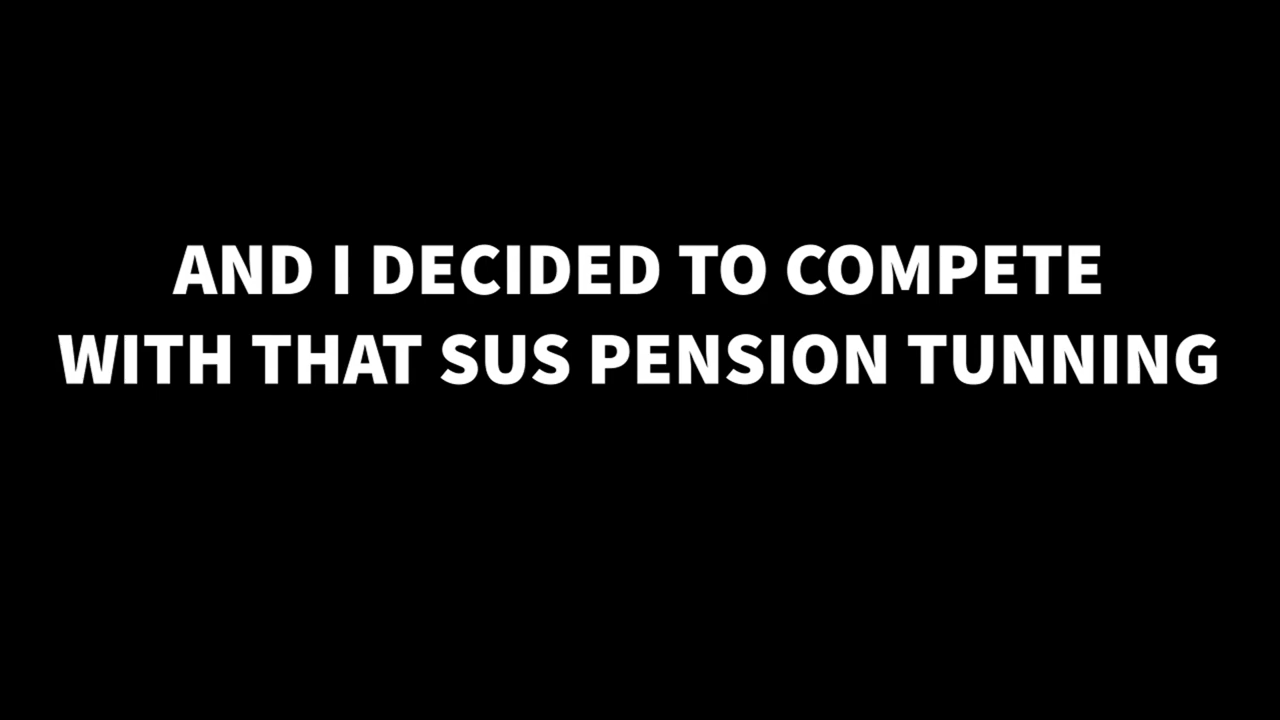 AND I DECIDED TO COMPETE
WITH THAT SUS PENSION TUNNING